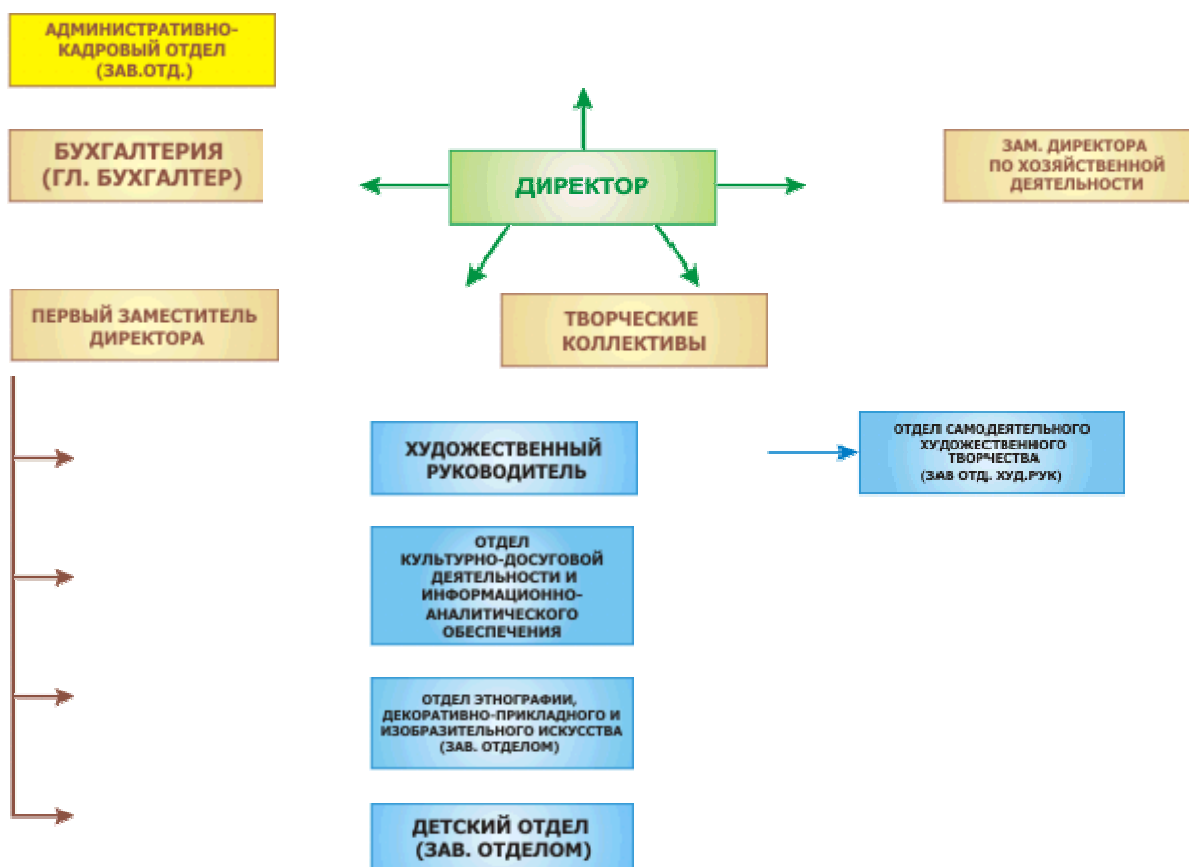 АДМИНИСТРАТИВНО-
КАДРОВЫЙ ОТДЕЛ
(ЗАВ.ОТД.)
БУХГАЛТЕРИЯ
(ГЛ. БУХГАЛТЕР)
ДИРЕКТОР
ЗАМ. ДИРЕКТОРА
ПО ХОЗЯЙСТВЕННОЙ
ДЕЯТЕЛЬНОСТИ
ПЕРВЫЙ ЗАМЕСТИТЕЛЬ
ДИРЕКТОРА
ТВОРЧЕСКИЕ
КОЛЛЕКТИВЫ
ХУДОЖЕСТВЕННЫЙ
РУКОВОДИТЕЛЬ
ОТДЕЛ САМОДЕЯТЕЛЬНОГО
ХУДОЖЕСТВЕННОГО
ТВОРЧЕСТВА
(ЗАВ ОТД. ХУД.РУК)
ОТДЕЛ
КУЛЬТУРНО-ДОСУГОВОЙ
ДЕЯТЕЛЬНОСТИ И
ИНФОРМАЦИОННО-
АНАЛИТИЧЕСКОГО
ОБЕСПЕЧЕНИЯ
ОТДЕЛ ЭТНОГРАФИИ,
ДЕКОРАТИВНО-ПРИКЛАДНОГО И
ИЗОБРАЗИТЕЛЬНОГО ИСКУССТВА
(ЗАВ. ОТДЕЛОМ)
ДЕТСКИЙ ОТДЕЛ
(ЗАВ. ОТДЕЛОМ)